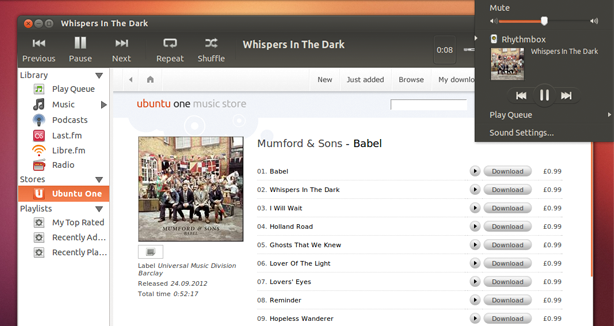 Whispers In The Dark
Previous
Pause
Next
Repeat
Shuffle
Whispers In The Dark
0:08
Mute
Rhythmbox
Whispers In The Dark
Play Queue
Sound Settings...
Library
Play Queue
Music
Podcasts
Last.fm
Libre.fm
Radio
Stores
Ubuntu One
Playlists
My Top Rated
Recently Ad...
Recently Pla...
New
Just added
Browse
My downlo
ubuntu one music store
MUMFORD & SONS
BABEL
Label Universal Music Division
Barclay
Released 24.09.2012
Total time 0:52:17
Mumford & Sons - Babel
01. Babel Download £0.99
02. Whispers In The Dark Download £0.99
03. I Will Wait Download £0.99
04. Holland Road Download £0.99
05. Ghosts That We Knew Download £0.99
06. Lover Of The Light Download £0.99
07. Lovers' Eyes Download £0.99
08. Reminder Download £0.99
09. Hopeless Wanderer Download £0.99